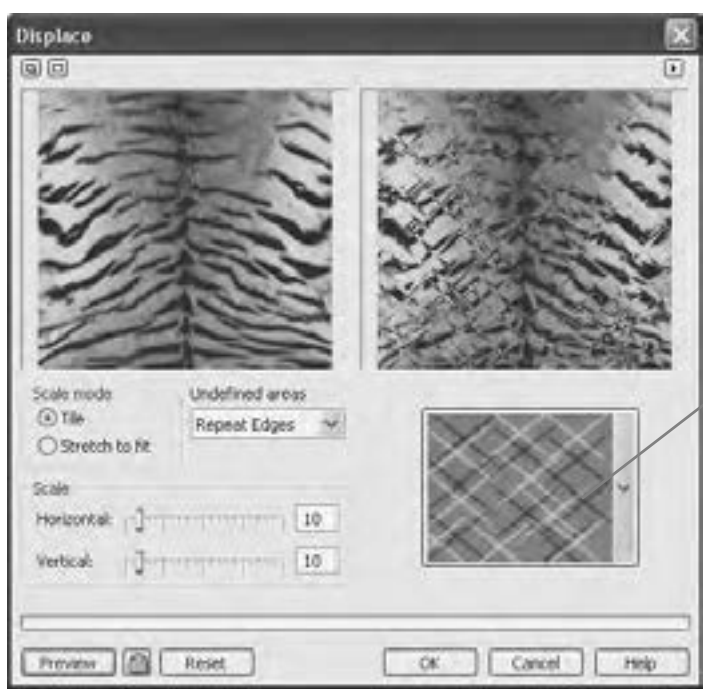 Displace
Scale mode
Undefined areas
Tile
Repeat Edges
Stretch to fit
Scale
Horizontal: 10
Vertical: 10
Preview
Reset
OK
Cancel
Help